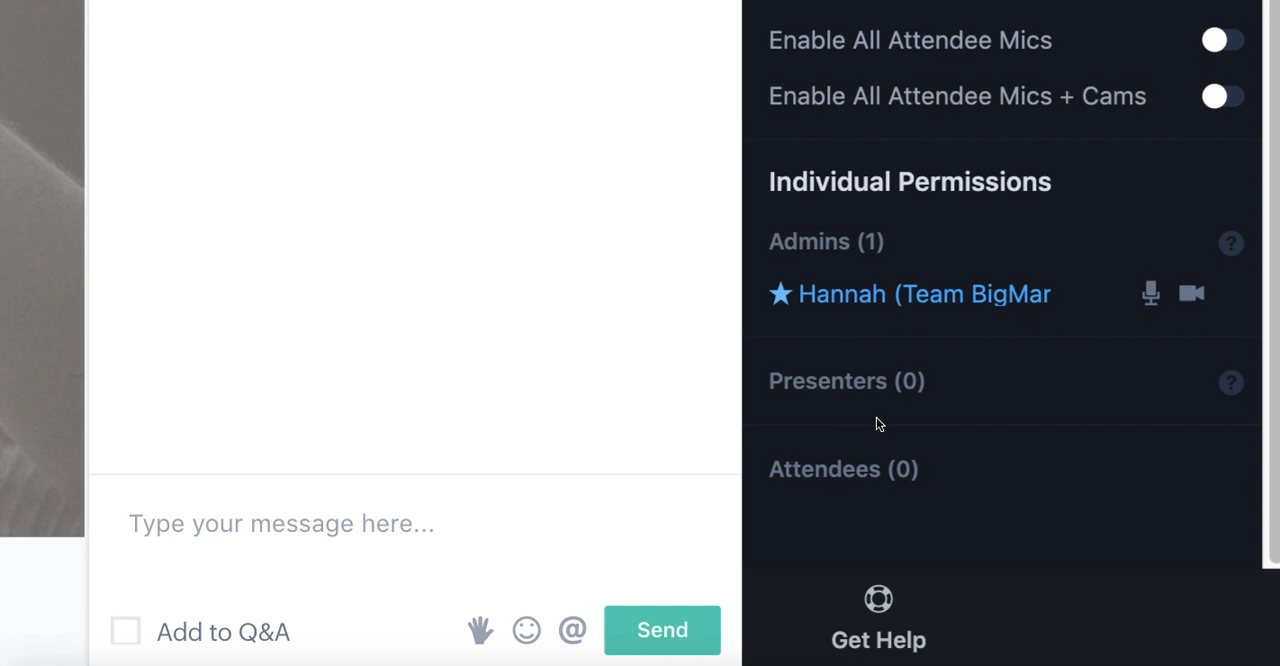 Enable All Attendee Mics
Enable All Attendee Mics + Cams
Individual Permissions
Admins (1)
?
★ Hannah (Team BigMar
Presenters (0)
?
Attendees (0)
Type your message here...
Add to Q&A
@
Send
Get Help